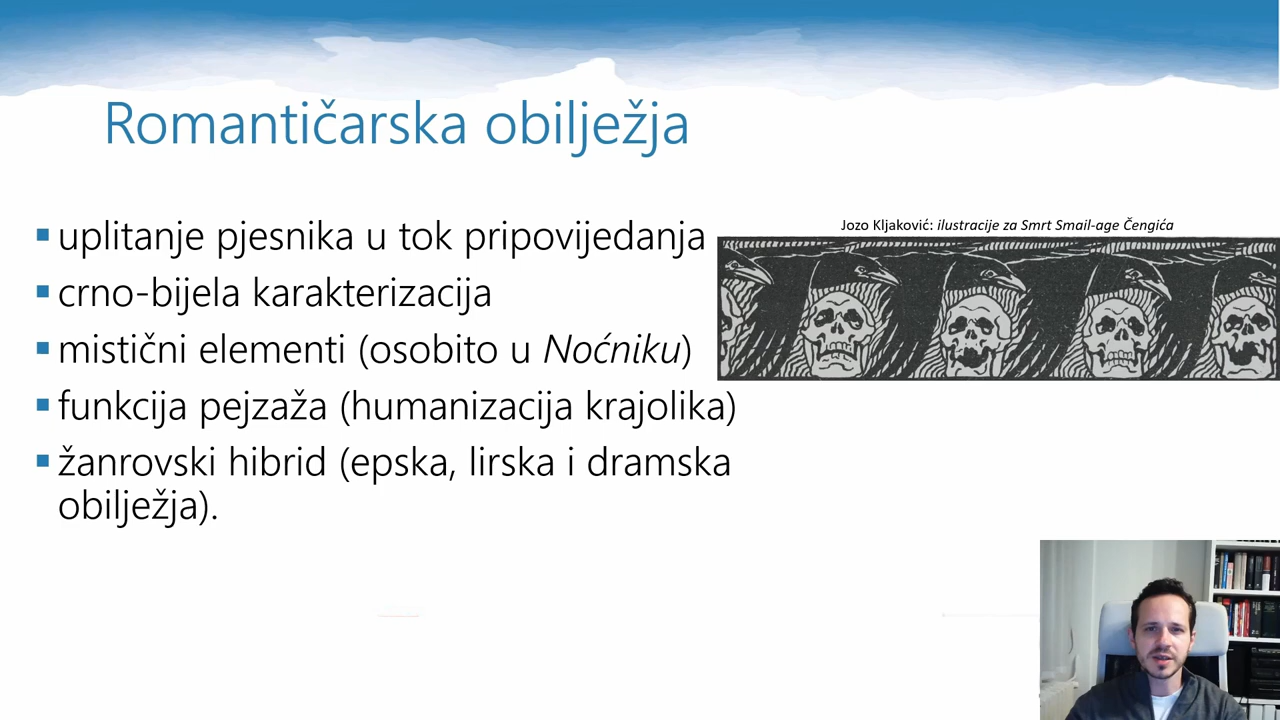 Romantičarska obilježja
uplitanje pjesnika u tok pripovijedanja
crno-bijela karakterizacija
mistični elementi (osobito u Noćniku)
funkcija pejzaža (humanizacija krajolika)
žanrovski hibrid (epska, lirska i dramska
obilježja).
Jozo Kljaković: ilustracije za Smrt Smail-age Čengića